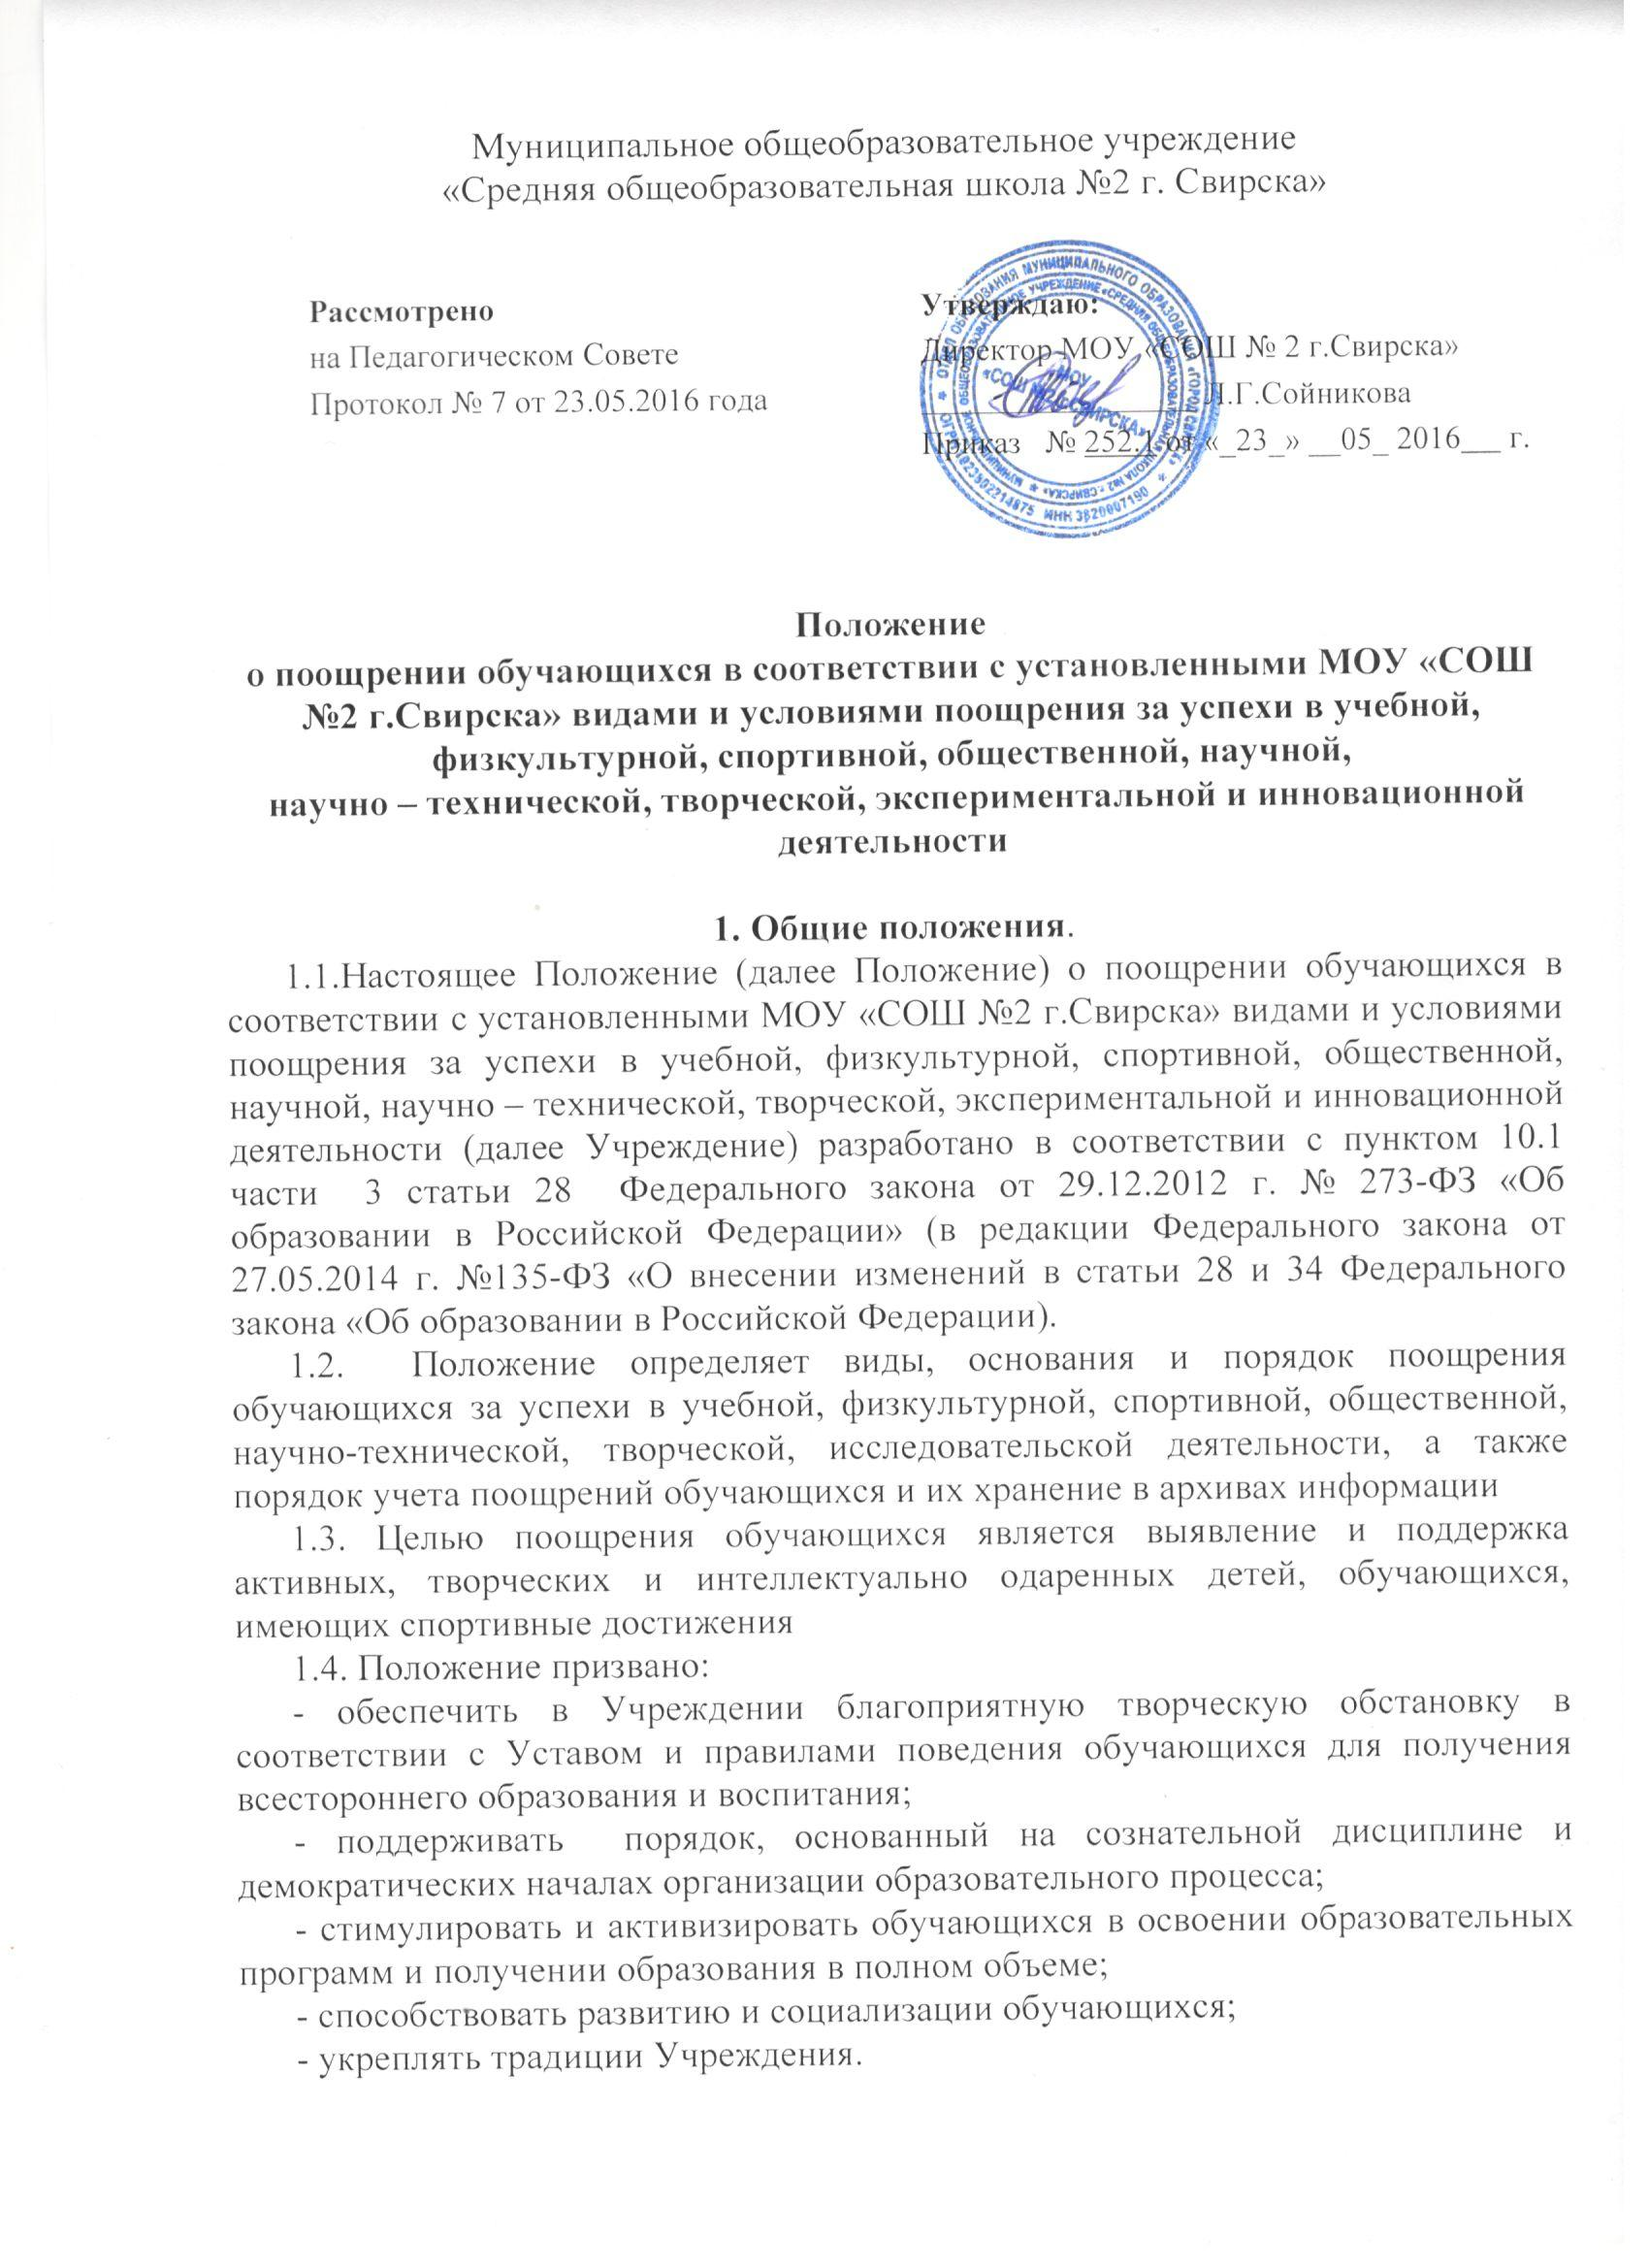 Муниципальное общеобразовательное учреждение
«Средняя общеобразовательная школа №2 г. Свирска»
Рассмотрено
на Педагогическом Совете
Протокол № 7 от 23.05.2016 года
Утверждаю:
Директор МОУ «СОШ № 2 г.Свирска»
Л.Г.Сойникова
Приказ № 252.1 от «_23_» __05_ 2016___ г.
Положение
о поощрении обучающихся в соответствии с установленными МОУ «СОШ
№2 г.Свирска» видами и условиями поощрения за успехи в учебной,
физкультурной, спортивной, общественной, научной,
научно – технической, творческой, экспериментальной и инновационной
деятельности
1. Общие положения.
1.1.Настоящее Положение (далее Положение) о поощрении обучающихся в
соответствии с установленными МОУ «СОШ №2 г.Свирска» видами и условиями
поощрения за успехи в учебной, физкультурной, спортивной, общественной,
научной, научно – технической, творческой, экспериментальной и инновационной
деятельности (далее Учреждение) разработано в соответствии с пунктом 10.1
части 3 статьи 28 Федерального закона от 29.12.2012 г. № 273-ФЗ «Об
образовании в Российской Федерации» (в редакции Федерального закона от
27.05.2014 г. №135-ФЗ «О внесении изменений в статьи 28 и 34 Федерального
закона «Об образовании в Российской Федерации).
1.2. Положение определяет виды, основания и порядок поощрения
обучающихся за успехи в учебной, физкультурной, спортивной, общественной,
научно-технической, творческой, исследовательской деятельности, а также
порядок учета поощрений обучающихся и их хранение в архивах информации
1.3. Целью поощрения обучающихся является выявление и поддержка
активных, творческих и интеллектуально одаренных детей, обучающихся,
имеющих спортивные достижения
1.4. Положение призвано:
- обеспечить в Учреждении благоприятную творческую обстановку в
соответствии с Уставом и правилами поведения обучающихся для получения
всестороннего образования и воспитания;
- поддерживать порядок, основанный на сознательной дисциплине и
демократических началах организации образовательного процесса;
- стимулировать и активизировать обучающихся в освоении образовательных
программ и получении образования в полном объеме;
- способствовать развитию и социализации обучающихся;
- укреплять традиции Учреждения.